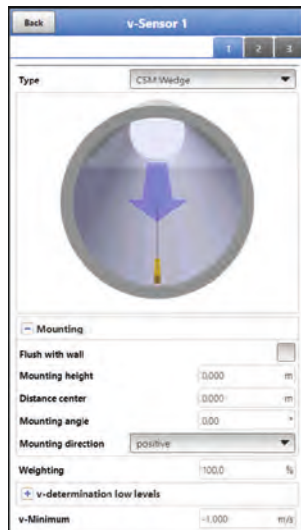 Back v-Sensor 1
1 2 3
Type CSM Wedge
Mounting
Flush with wall
Mounting height 0.000 m
Distance center 0.000 m
Mounting angle 0.00 °
Mounting direction positive
Weighting 100.0 %
v-determination low levels
v-Minimum -1.000 m/s